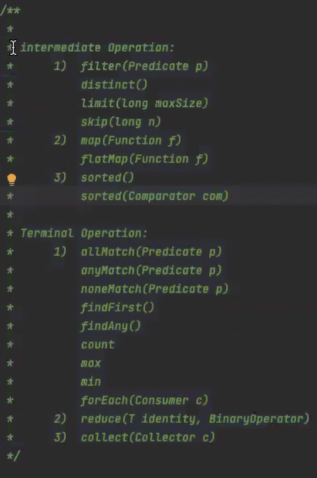 /**
*
* intermediate Operation:
* 1) filter(Predicate p)
* distinct()
* limit(long maxSize)
* skip(long n)
* 2) map(Function f)
* flatMap(Function f)
* 3) sorted()
* sorted(Comparator com)
*
* Terminal Operation:
* 1) allMatch(Predicate p)
* anyMatch(Predicate p)
* noneMatch(Predicate p)
* findFirst()
* findAny()
* count
* max
* min
* forEach(Consumer c)
* 2) reduce(T identity, BinaryOperator)
* 3) collect(Collector c)
*/